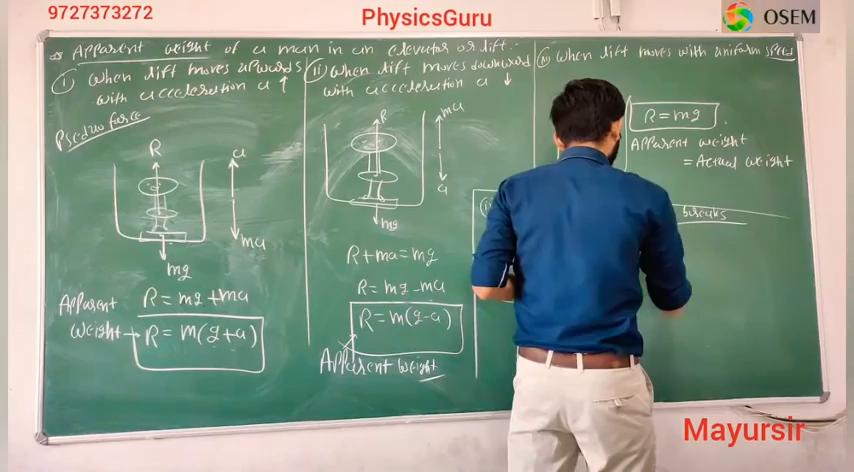 9727373272
PhysicsGuru
OSEM
Apparent weight of a man in an elevator or lift.
(i) When lift moves upwards
with acceleration a ↑
Pseduo force
R
a
ma
mg
R = mg + ma
Apparent
weight → R = m(g+a)
(ii) When lift moves downward
with acceleration a ↓
R
ma
a
mg
R + ma = mg
R = mg - ma
R = m(g-a)
Apparent weight
When lift moves with uniform speed
R = mg
Apparent weight
= Actual weight
breaks
Mayursir